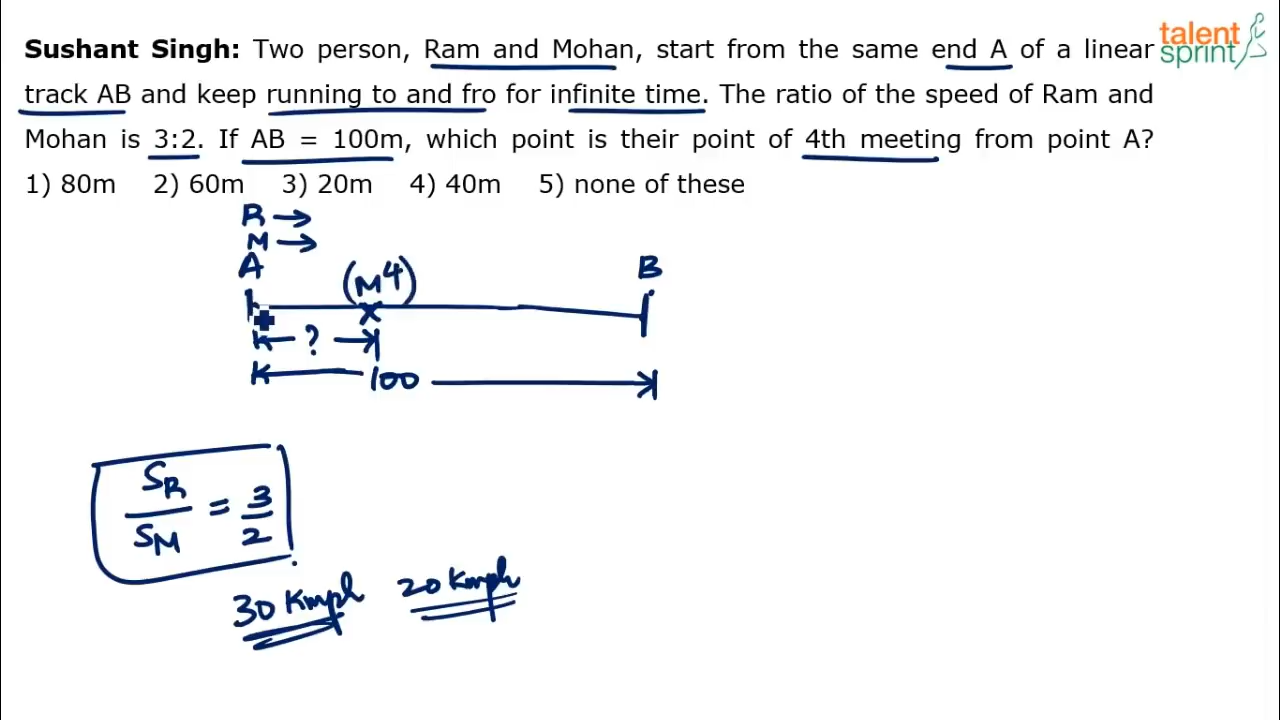 talent
sprint
Sushant Singh: Two person, Ram and Mohan, start from the same end A of a linear
track AB and keep running to and fro for infinite time. The ratio of the speed of Ram and
Mohan is 3:2. If AB = 100m, which point is their point of 4th meeting from point A?
1) 80m 2) 60m 3) 20m 4) 40m 5) none of these
R →
M →
A (M4) B
?
100
SR/SM = 3/2
30 Kmph 20 Kmph